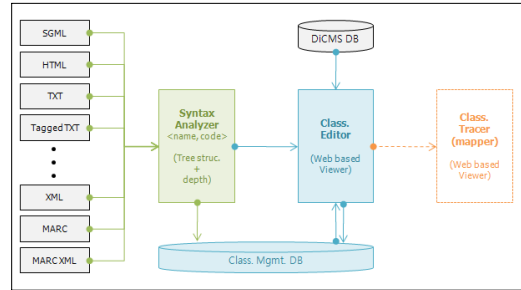 SGML
HTML
TXT
Tagged TXT
XML
MARC
MARC XML
Syntax
Analyzer
<name, code>
(Tree struc.
+
depth)
DiCMS DB
Class.
Editor
(Web based
Viewer)
Class.
Tracer
(mapper)
(Web based
Viewer)
Class. Mgmt. DB